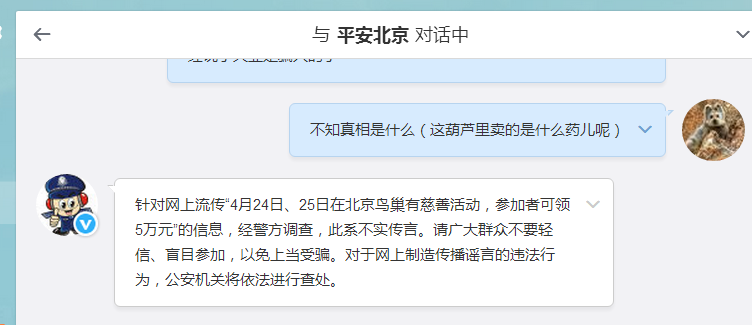 与 平安北京 对话中
不知真相是什么（这葫芦里卖的是什么药儿呢）
针对网上流传“4月24日、25日在北京鸟巢有慈善活动，参加者可领
5万元”的信息，经警方调查，此系不实传言。请广大群众不要轻
信、盲目参加，以免上当受骗。对于网上制造传播谣言的违法行
为，公安机关将依法进行查处。